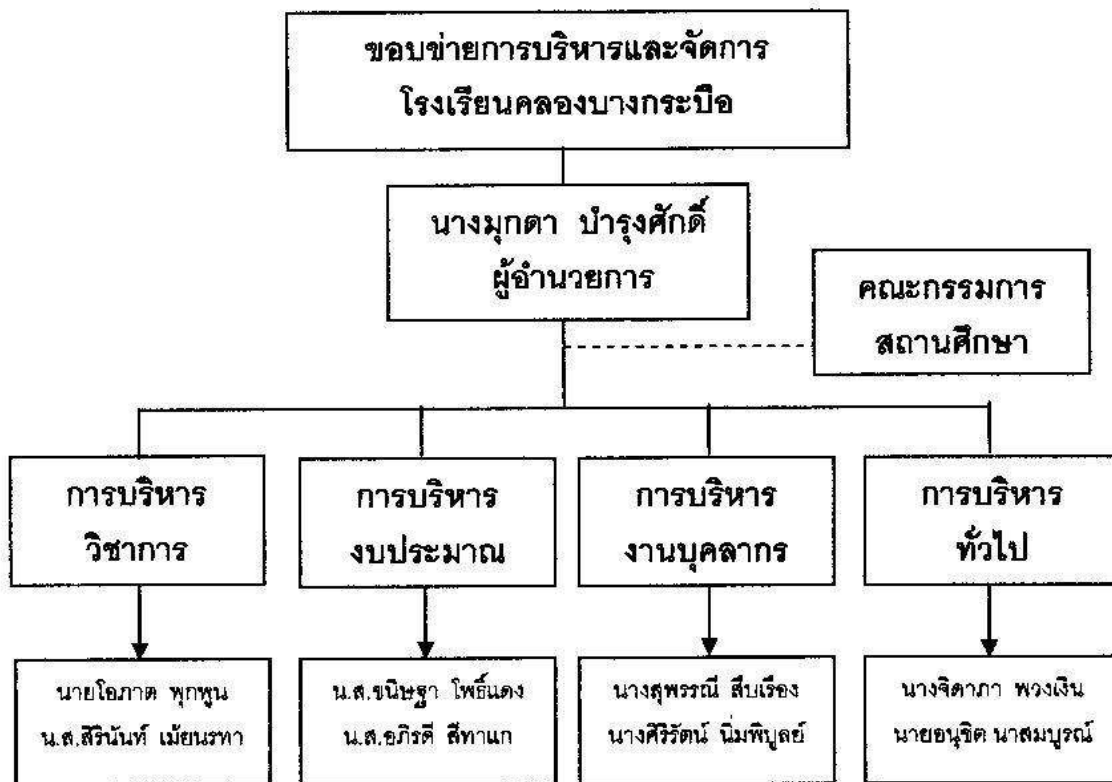 ขอบข่ายการบริหารและจัดการ
โรงเรียนคลองบางกระบือ
นางมุกดา บำรุงศักดิ์
ผู้อำนวยการ
คณะกรรมการ
สถานศึกษา
การบริหาร
วิชาการ
การบริหาร
งบประมาณ
การบริหาร
งานบุคลากร
การบริหาร
ทั่วไป
นายโอภาต พุกพูน
น.ส.สิรินันท์ เม้ยนรทา
น.ส.ขนิษฐา โพธิ์แดง
น.ส.อภิรดี สีทาแก
นางสุพรรณี สืบเรือง
นางศิริรัตน์ นิ่มพิบูลย์
นางจิดาภา พวงเงิน
นายอนุชิต นาสมบูรณ์